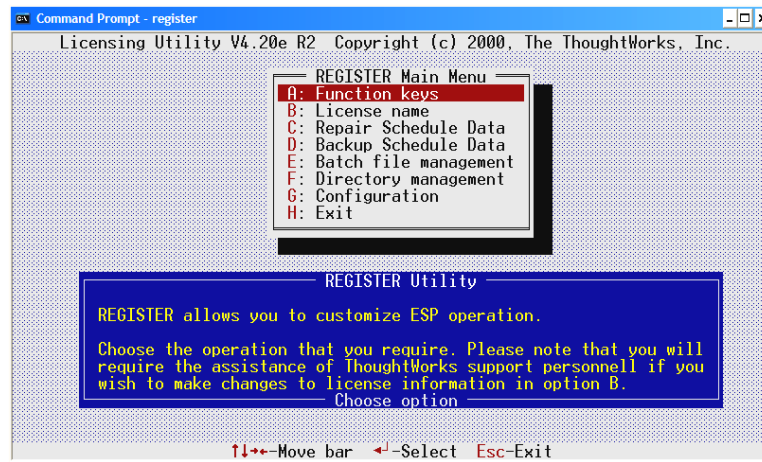 Command Prompt - register
Licensing Utility V4.20e R2 Copyright (c) 2000, The ThoughtWorks, Inc.
REGISTER Main Menu
A: Function keys
B: License name
C: Repair Schedule Data
D: Backup Schedule Data
E: Batch file management
F: Directory management
G: Configuration
H: Exit
REGISTER Utility
REGISTER allows you to customize ESP operation.
Choose the operation that you require. Please note that you will
require the assistance of ThoughtWorks support personnell if you
wish to make changes to license information in option B.
Choose option
↑↓→←-Move bar ◄┘-Select Esc-Exit